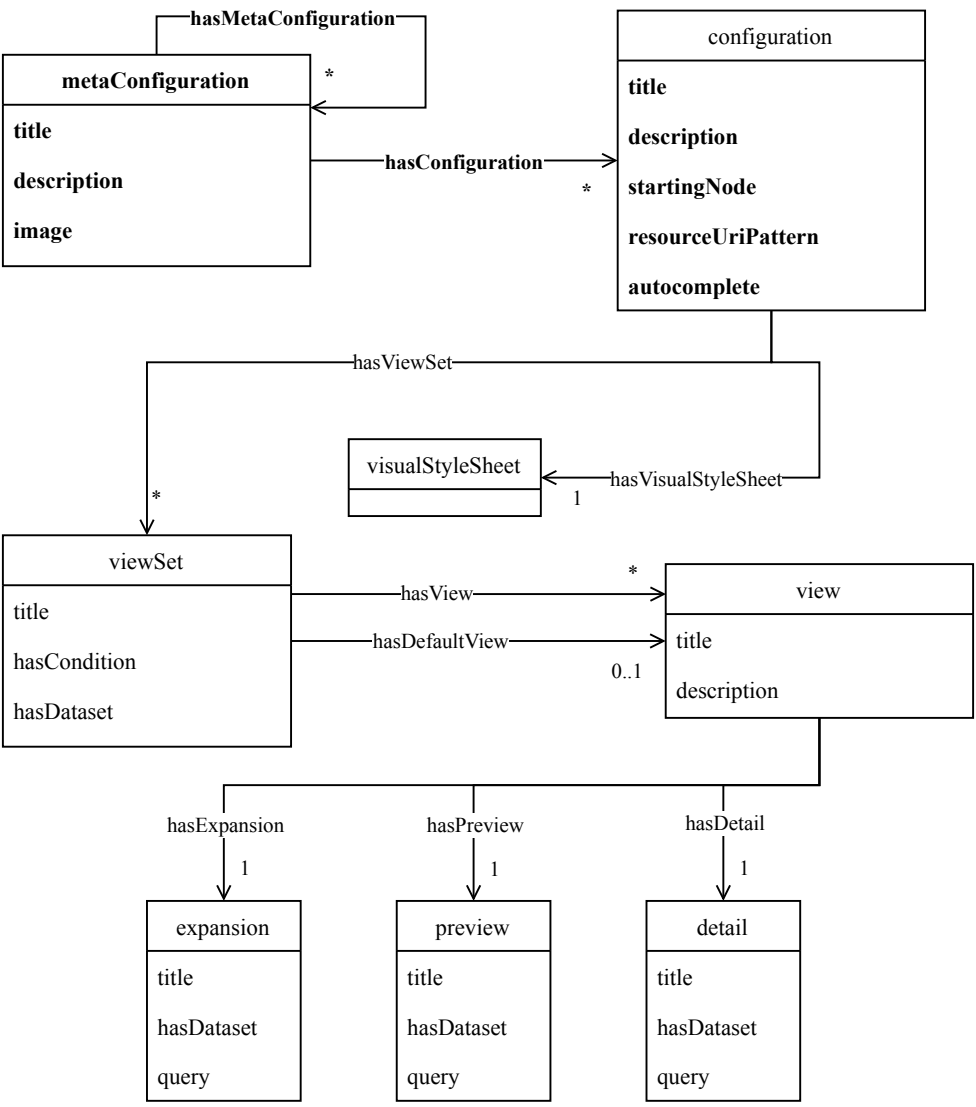 hasMetaConfiguration
configuration
metaConfiguration
*
title
description
image
hasConfiguration
*
title
description
startingNode
resourceUriPattern
autocomplete
hasViewSet
visualStyleSheet
hasVisualStyleSheet
1
*
viewSet
title
hasCondition
hasDataset
hasView
*
hasDefaultView
0..1
view
title
description
hasExpansion
1
hasPreview
1
hasDetail
1
expansion
title
hasDataset
query
preview
title
hasDataset
query
detail
title
hasDataset
query